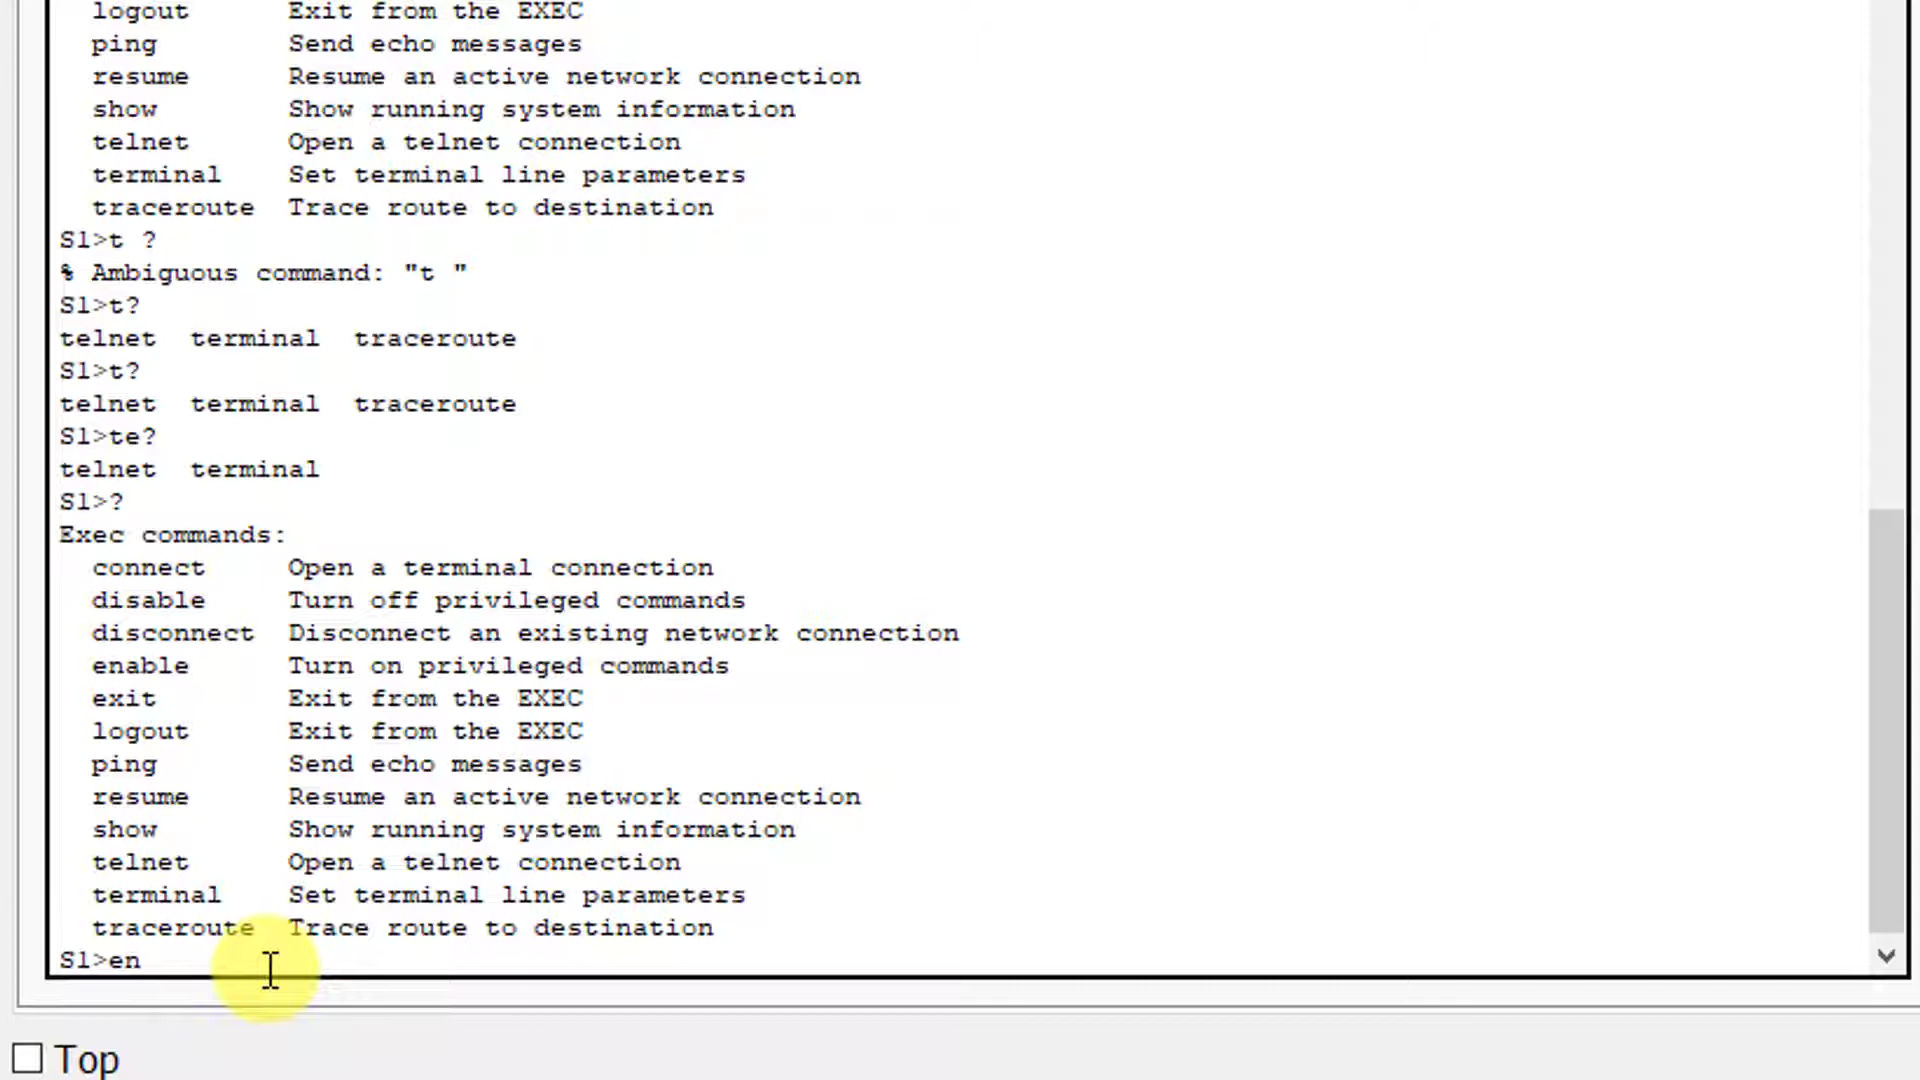 logout      Exit from the EXEC
ping        Send echo messages
resume      Resume an active network connection
show        Show running system information
telnet      Open a telnet connection
terminal    Set terminal line parameters
traceroute  Trace route to destination
S1>t ?
% Ambiguous command: "t "
S1>t?
telnet  terminal  traceroute
S1>t?
telnet  terminal  traceroute
S1>te?
telnet  terminal
S1>?
Exec commands:
connect     Open a terminal connection
disable     Turn off privileged commands
disconnect  Disconnect an existing network connection
enable      Turn on privileged commands
exit        Exit from the EXEC
logout      Exit from the EXEC
ping        Send echo messages
resume      Resume an active network connection
show        Show running system information
telnet      Open a telnet connection
terminal    Set terminal line parameters
traceroute  Trace route to destination
S1>en
Top